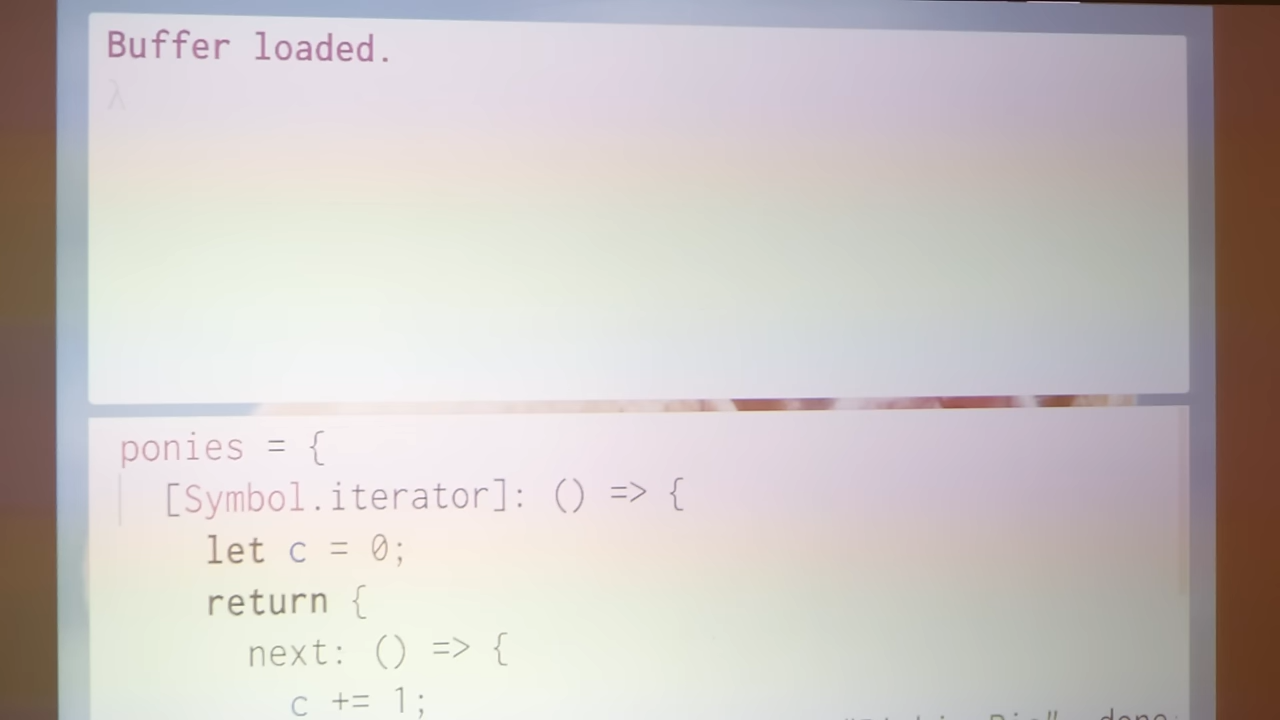 Buffer loaded.
λ
ponies = {
[Symbol.iterator]: () => {
let c = 0;
return {
next: () => {
c += 1;